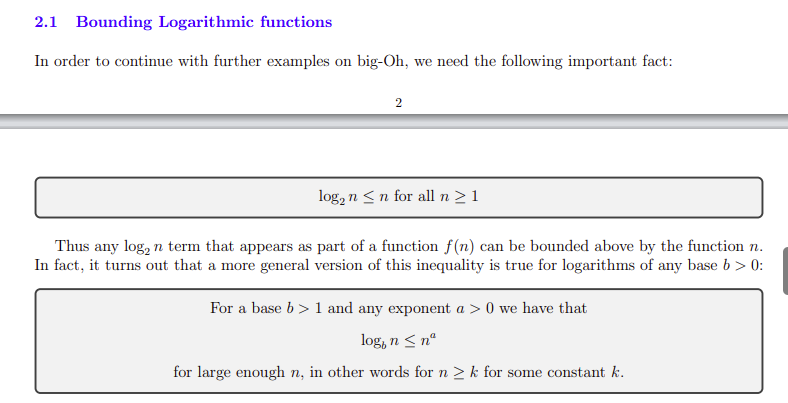 2.1 Bounding Logarithmic functions
In order to continue with further examples on big-Oh, we need the following important fact:
2
log₂ n ≤ n for all n ≥ 1
Thus any log₂ n term that appears as part of a function f(n) can be bounded above by the function n.
In fact, it turns out that a more general version of this inequality is true for logarithms of any base b > 0:
For a base b > 1 and any exponent a > 0 we have that
log_b n ≤ nᵃ
for large enough n, in other words for n ≥ k for some constant k.